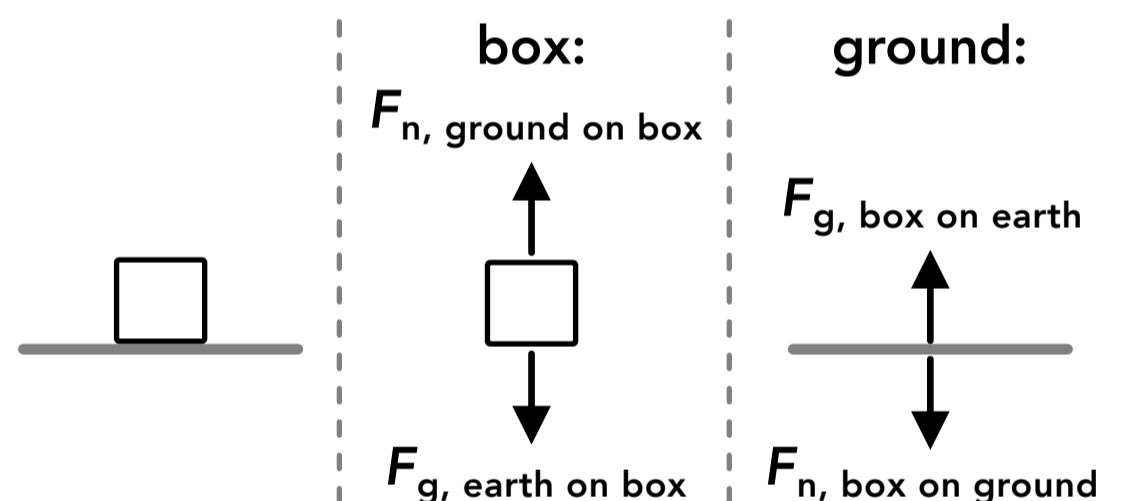 box:
Fn, ground on box
Fg, earth on box
ground:
Fg, box on earth
Fn, box on ground